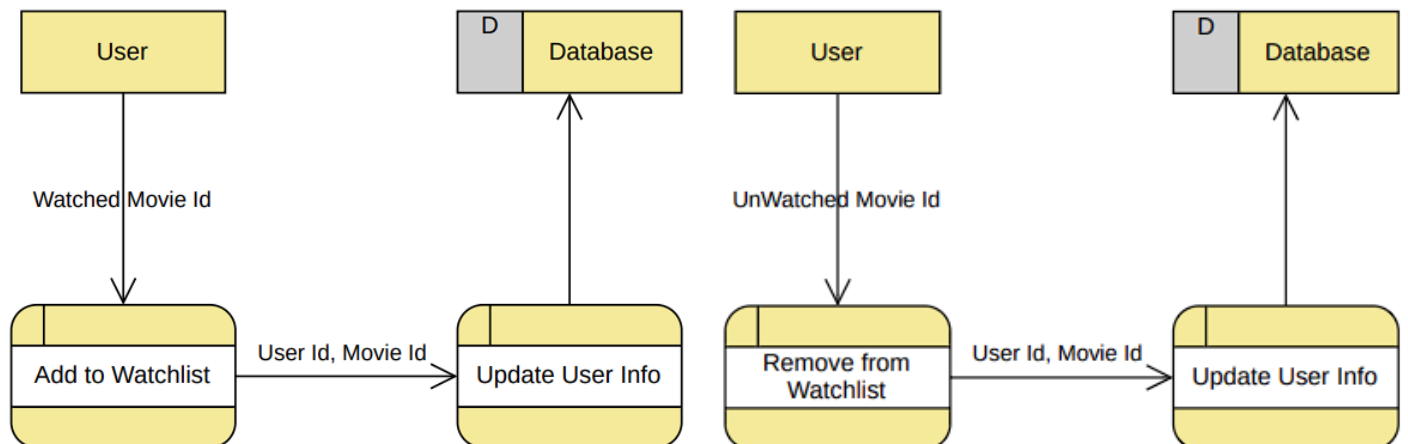 User
D
Database
Watched Movie Id
Add to Watchlist
User Id, Movie Id
Update User Info
User
D
Database
UnWatched Movie Id
Remove from
Watchlist
User Id, Movie Id
Update User Info